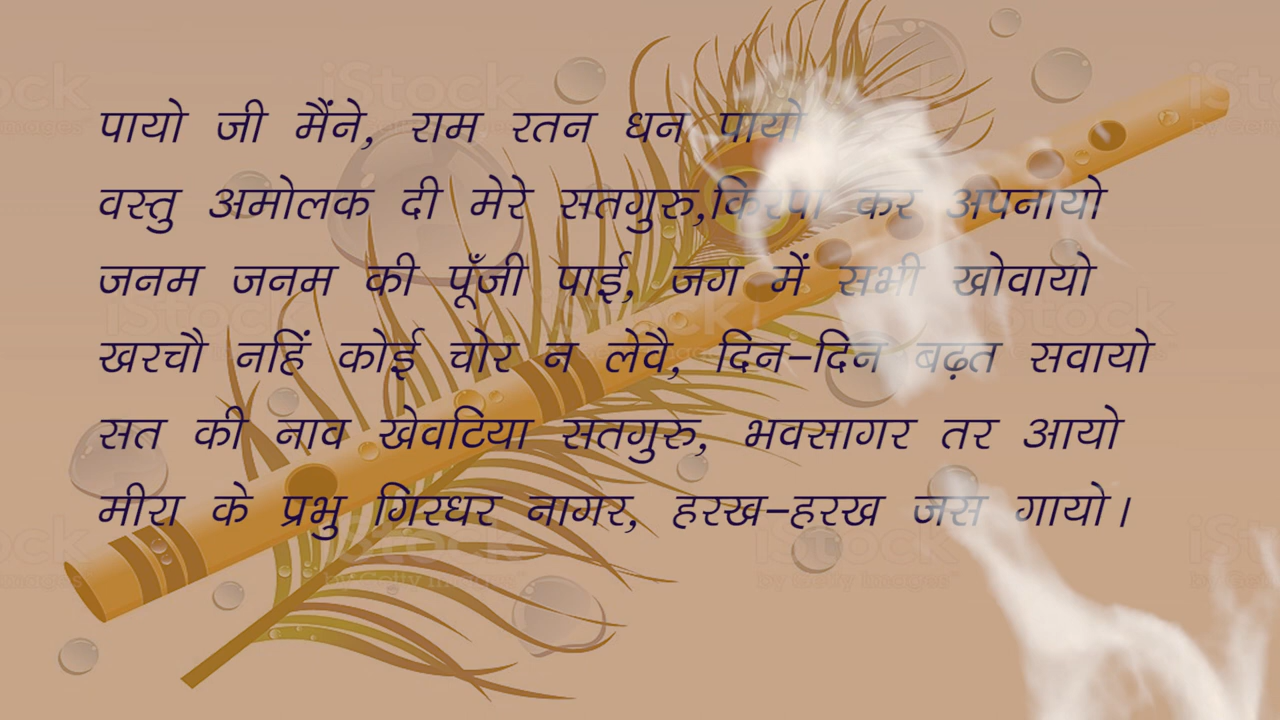 पायो जी मैंने, राम रतन धन पायो
वस्तु अमोलक दी मेरे सतगुरु,किरपा कर अपनायो
जनम जनम की पूँजी पाई, जग में सभी खोवायो
खरचौ नहिं कोई चोर न लेवै, दिन-दिन बढ़त सवायो
सत की नाव खेवटिया सतगुरु, भवसागर तर आयो
मीरा के प्रभु गिरधर नागर, हरख-हरख जस गायो।